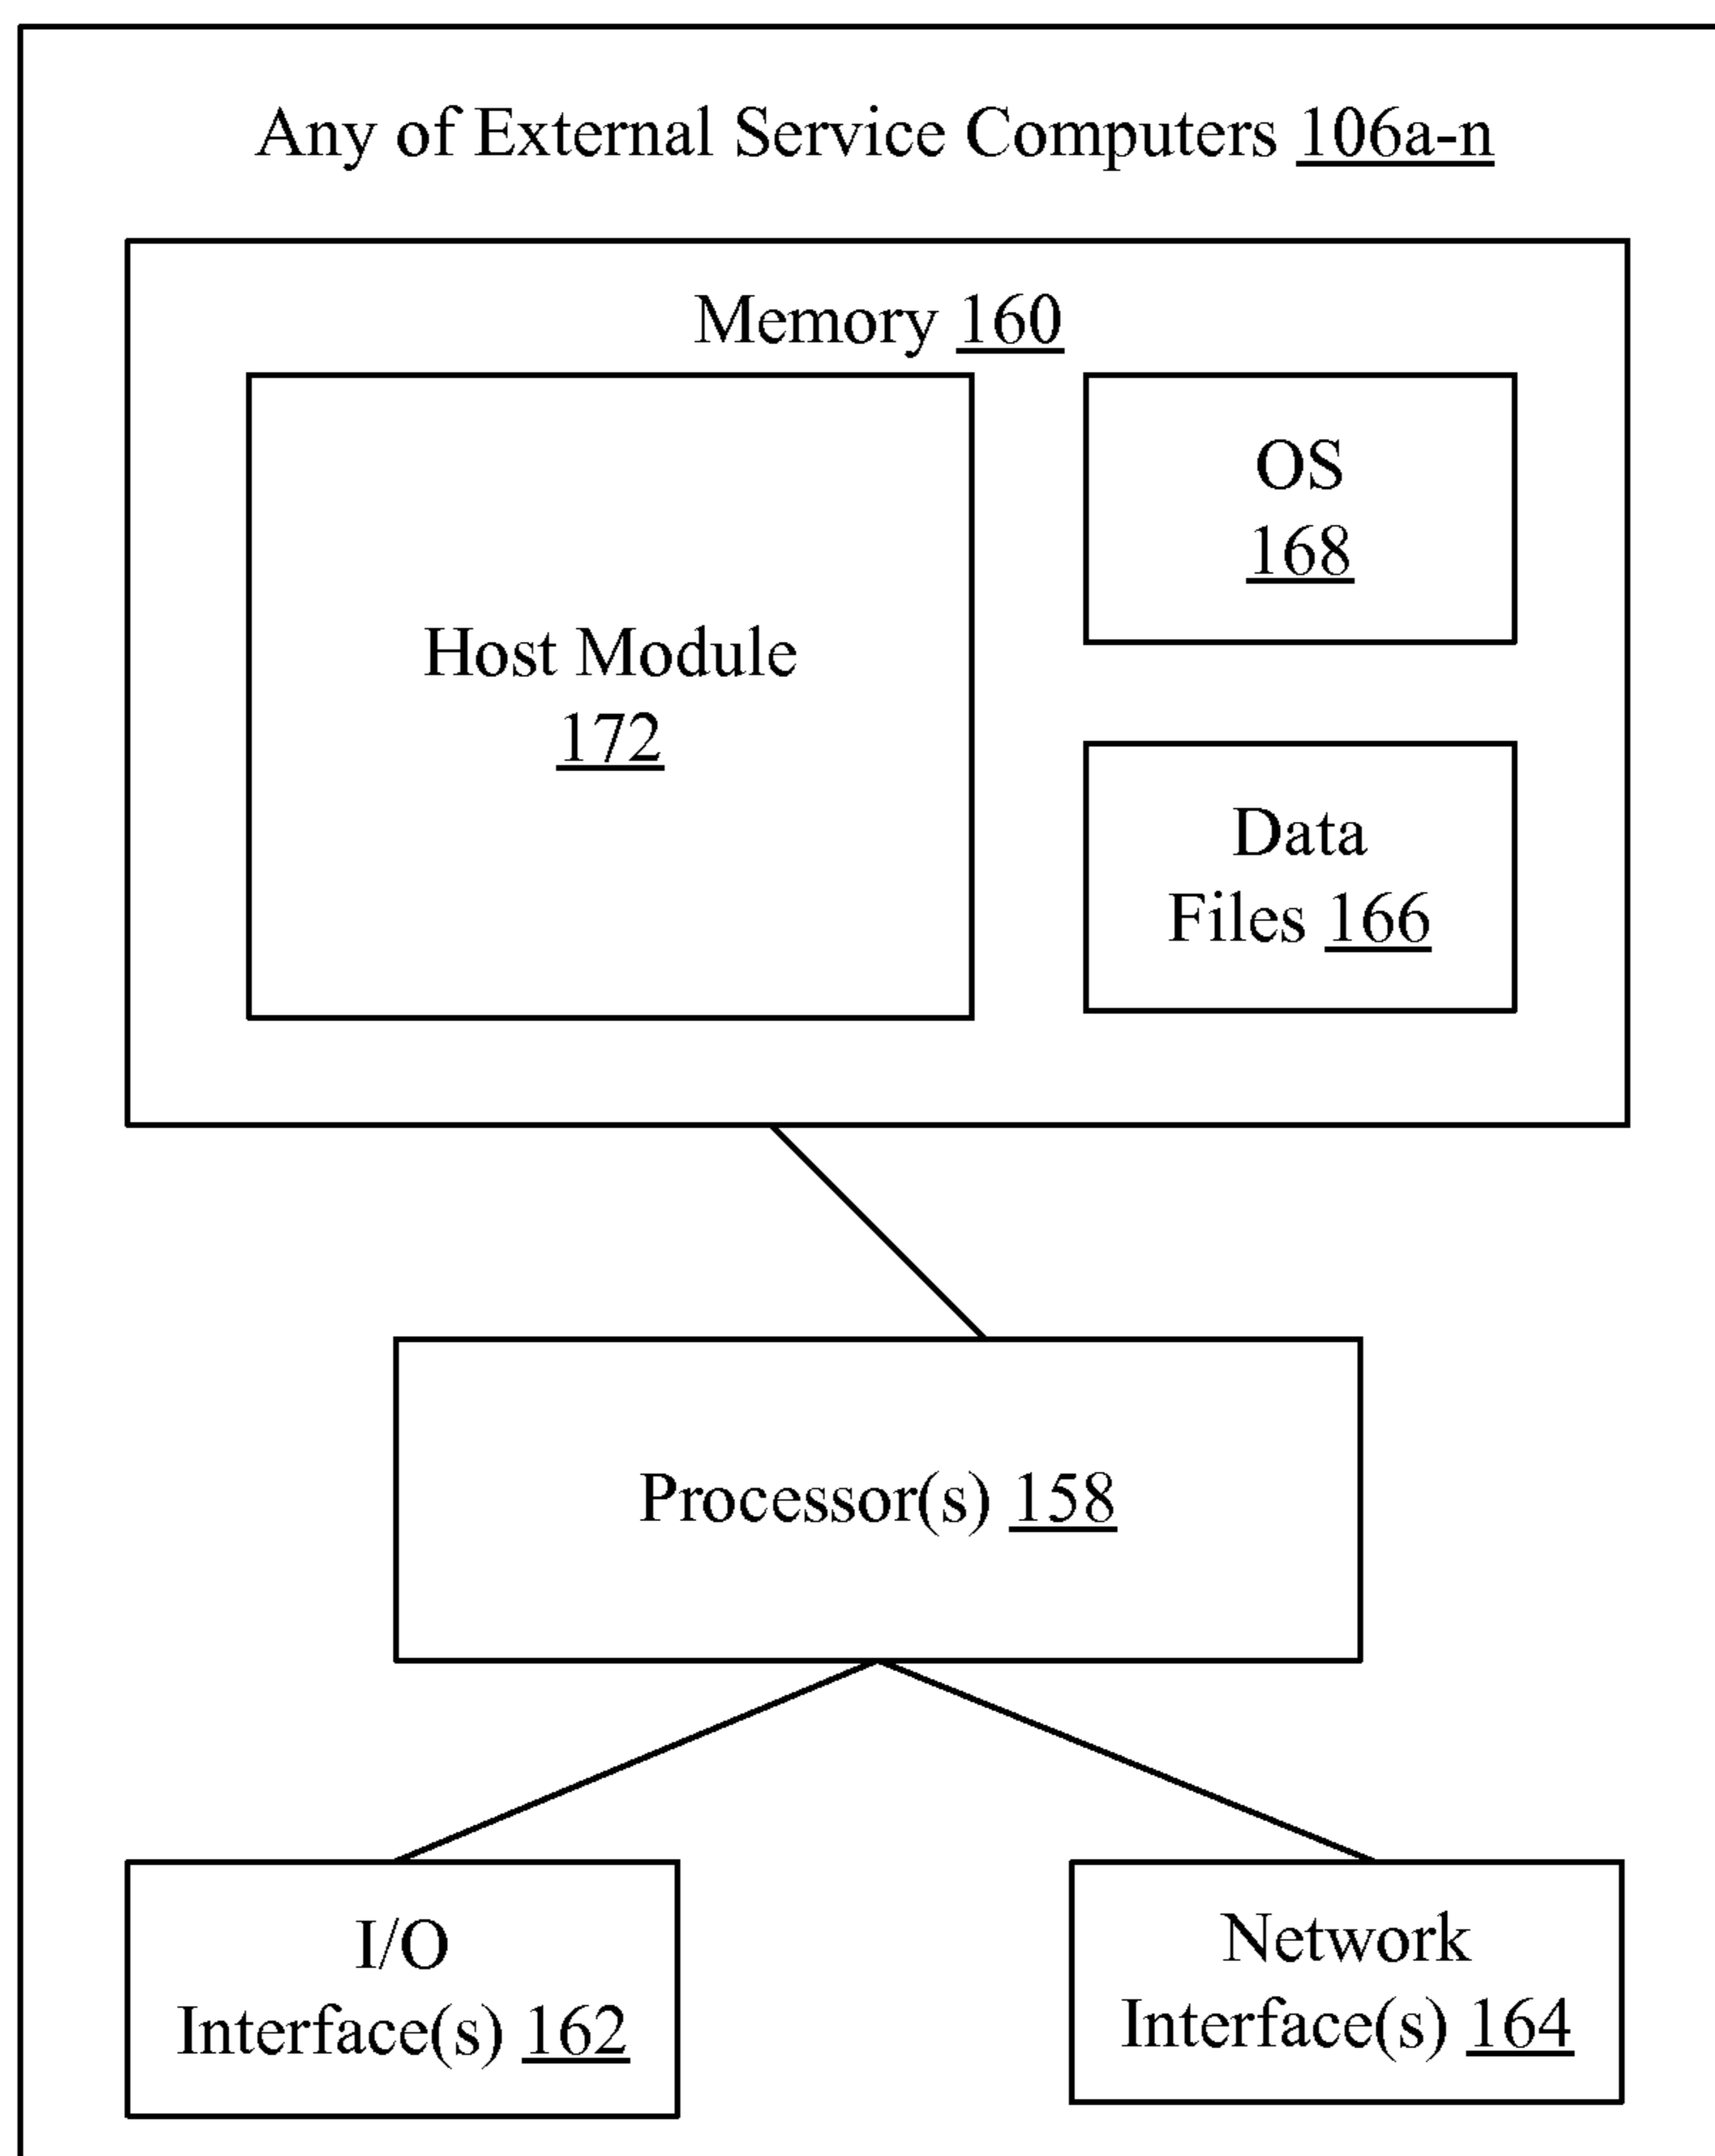 Any of External Service Computers 106a-n
Memory 160
Host Module
172
OS
168
Data
Files 166
Processor(s) 158
I/O
Interface(s) 162
Network
Interface(s) 164